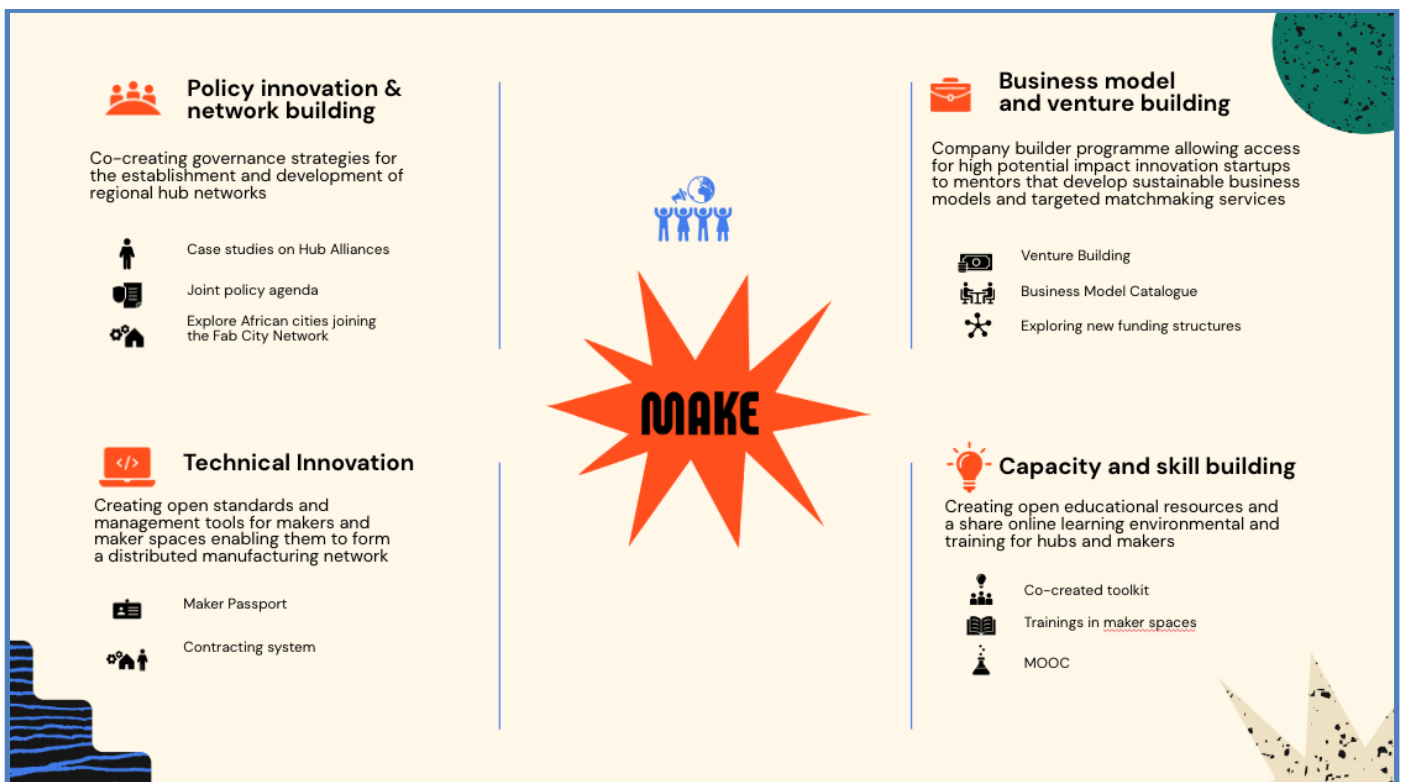 Policy innovation &
network building
Co-creating governance strategies for
the establishment and development of
regional hub networks
Case studies on Hub Alliances
Joint policy agenda
Explore African cities joining
the Fab City Network
Technical Innovation
</>
Creating open standards and
management tools for makers and
maker spaces enabling them to form
a distributed manufacturing network
Maker Passport
Contracting system
MAKE
Business model
and venture building
Company builder programme allowing access
for high potential impact innovation startups
to mentors that develop sustainable business
models and targeted matchmaking services
Venture Building
Business Model Catalogue
Exploring new funding structures
Capacity and skill building
Creating open educational resources and
a share online learning environmental and
training for hubs and makers
Co-created toolkit
Trainings in maker spaces
MOOC